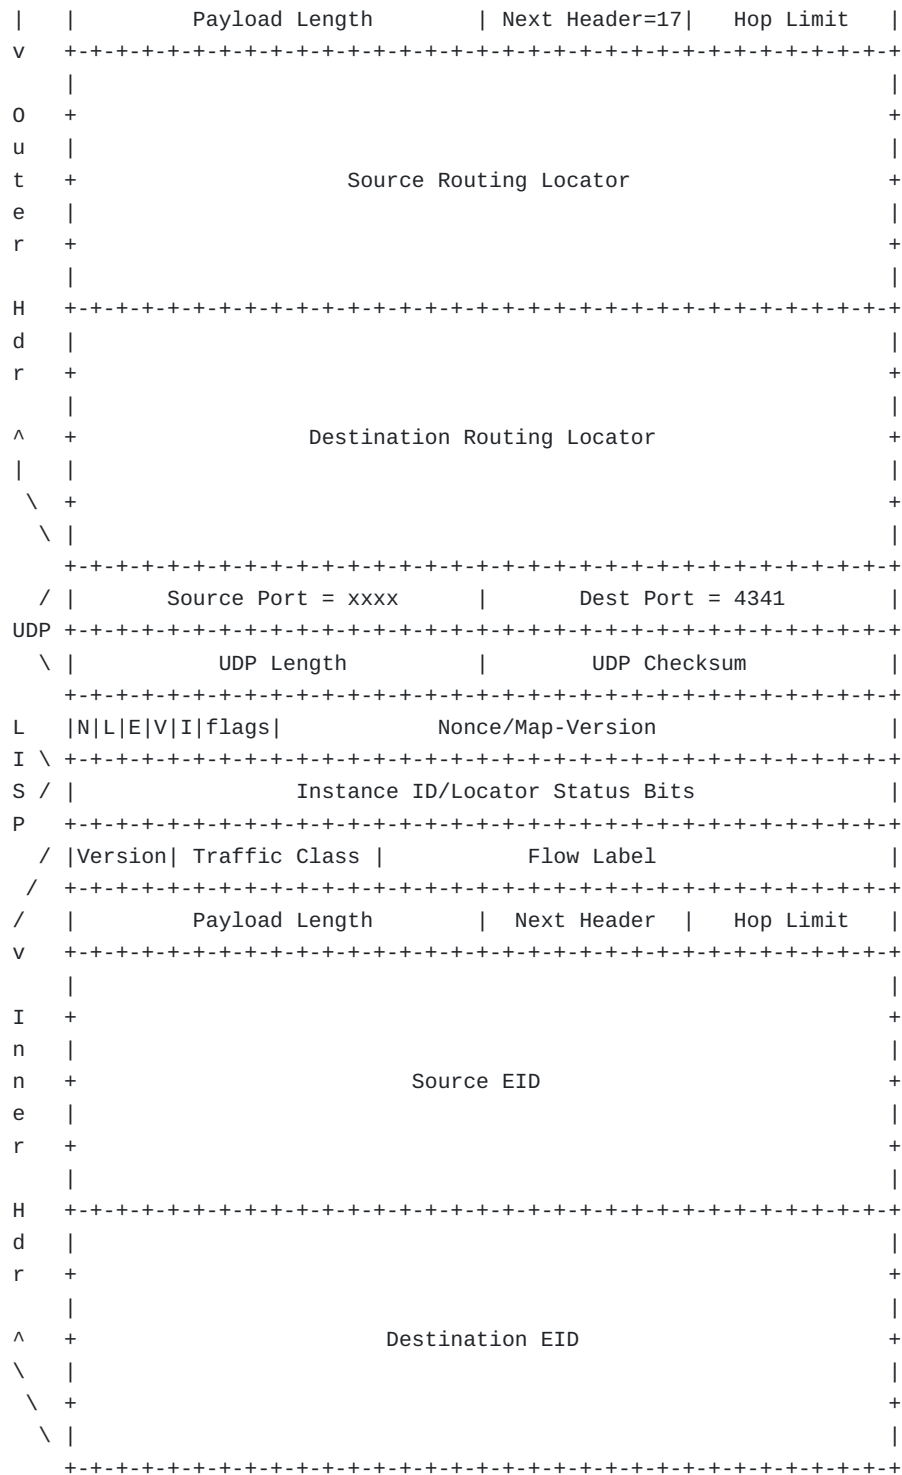 |   |         Payload Length        | Next Header=17|   Hop Limit   |
v   +-+-+-+-+-+-+-+-+-+-+-+-+-+-+-+-+-+-+-+-+-+-+-+-+-+-+-+-+-+-+-+-+
    |                                                               |
O   +                                                               +
u   |                                                               |
t   +                     Source Routing Locator                    +
e   |                                                               |
r   +                                                               +
    |                                                               |
H   +-+-+-+-+-+-+-+-+-+-+-+-+-+-+-+-+-+-+-+-+-+-+-+-+-+-+-+-+-+-+-+-+
d   |                                                               |
r   +                                                               +
    |                                                               |
^   +                  Destination Routing Locator                  +
|   |                                                               |
 \  +                                                               +
  \ |                                                               |
    +-+-+-+-+-+-+-+-+-+-+-+-+-+-+-+-+-+-+-+-+-+-+-+-+-+-+-+-+-+-+-+-+
  / |       Source Port = xxxx      |       Dest Port = 4341        |
UDP +-+-+-+-+-+-+-+-+-+-+-+-+-+-+-+-+-+-+-+-+-+-+-+-+-+-+-+-+-+-+-+-+
  \ |           UDP Length          |        UDP Checksum           |
    +-+-+-+-+-+-+-+-+-+-+-+-+-+-+-+-+-+-+-+-+-+-+-+-+-+-+-+-+-+-+-+-+
L   |N|L|E|V|I|flags|            Nonce/Map-Version                  |
I \ +-+-+-+-+-+-+-+-+-+-+-+-+-+-+-+-+-+-+-+-+-+-+-+-+-+-+-+-+-+-+-+-+
S / |                 Instance ID/Locator Status Bits               |
P   +-+-+-+-+-+-+-+-+-+-+-+-+-+-+-+-+-+-+-+-+-+-+-+-+-+-+-+-+-+-+-+-+
  / |Version| Traffic Class |           Flow Label                  |
 /  +-+-+-+-+-+-+-+-+-+-+-+-+-+-+-+-+-+-+-+-+-+-+-+-+-+-+-+-+-+-+-+-+
/   |         Payload Length        |  Next Header  |   Hop Limit   |
v   +-+-+-+-+-+-+-+-+-+-+-+-+-+-+-+-+-+-+-+-+-+-+-+-+-+-+-+-+-+-+-+-+
    |                                                               |
I   +                                                               +
n   |                                                               |
n   +                          Source EID                           +
e   |                                                               |
r   +                                                               +
    |                                                               |
H   +-+-+-+-+-+-+-+-+-+-+-+-+-+-+-+-+-+-+-+-+-+-+-+-+-+-+-+-+-+-+-+-+
d   |                                                               |
r   +                                                               +
    |                                                               |
^   +                        Destination EID                        +
\   |                                                               |
 \  +                                                               +
  \ |                                                               |
    +-+-+-+-+-+-+-+-+-+-+-+-+-+-+-+-+-+-+-+-+-+-+-+-+-+-+-+-+-+-+-+-+